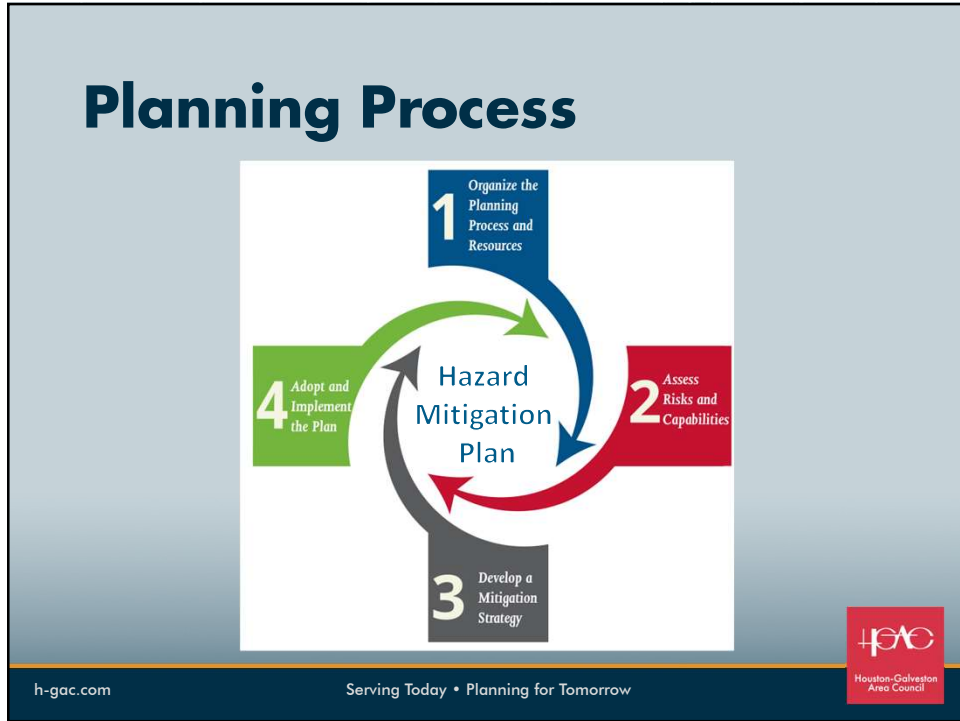 Planning Process
1
Organize the
Planning
Process and
Resources
2
Assess
Risks and
Capabilities
3
Develop a
Mitigation
Strategy
4
Adopt and
Implement
the Plan
Hazard
Mitigation
Plan
h-gac.com
Serving Today • Planning for Tomorrow
HGAC
Houston-Galveston
Area Council